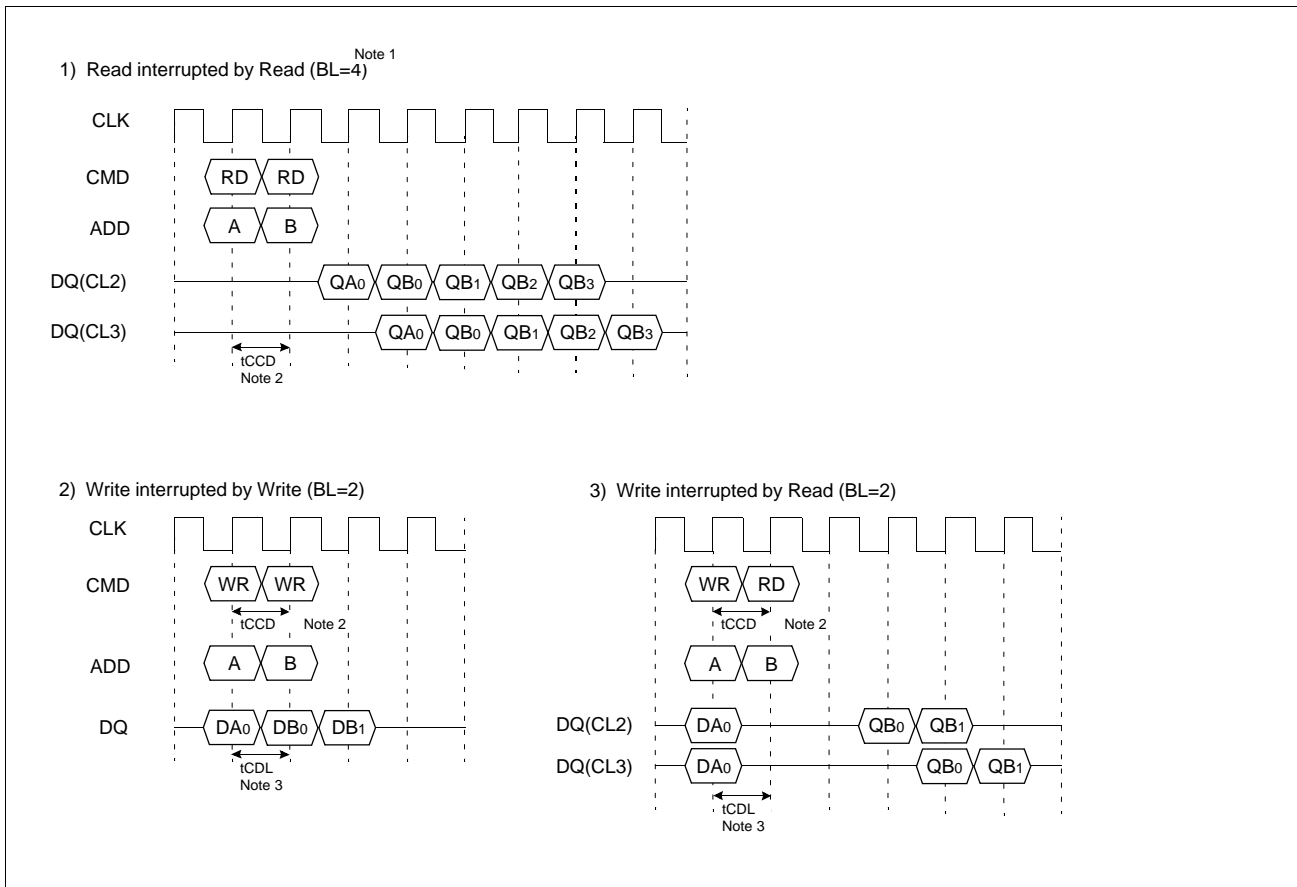 1) Read interrupted by Read (BL=4) Note 1
CLK
CMD RD RD
ADD A B
DQ(CL2) QA0 QB0 QB1 QB2 QB3
DQ(CL3) QA0 QB0 QB1 QB2 QB3
tCCD
Note 2
2) Write interrupted by Write (BL=2)
CLK
CMD WR WR
tCCD Note 2
ADD A B
DQ DA0 DB0 DB1
tCDL
Note 3
3) Write interrupted by Read (BL=2)
WR RD
tCCD Note 2
A B
DQ(CL2) DA0 QB0 QB1
DQ(CL3) DA0 QB0 QB1
tCDL
Note 3